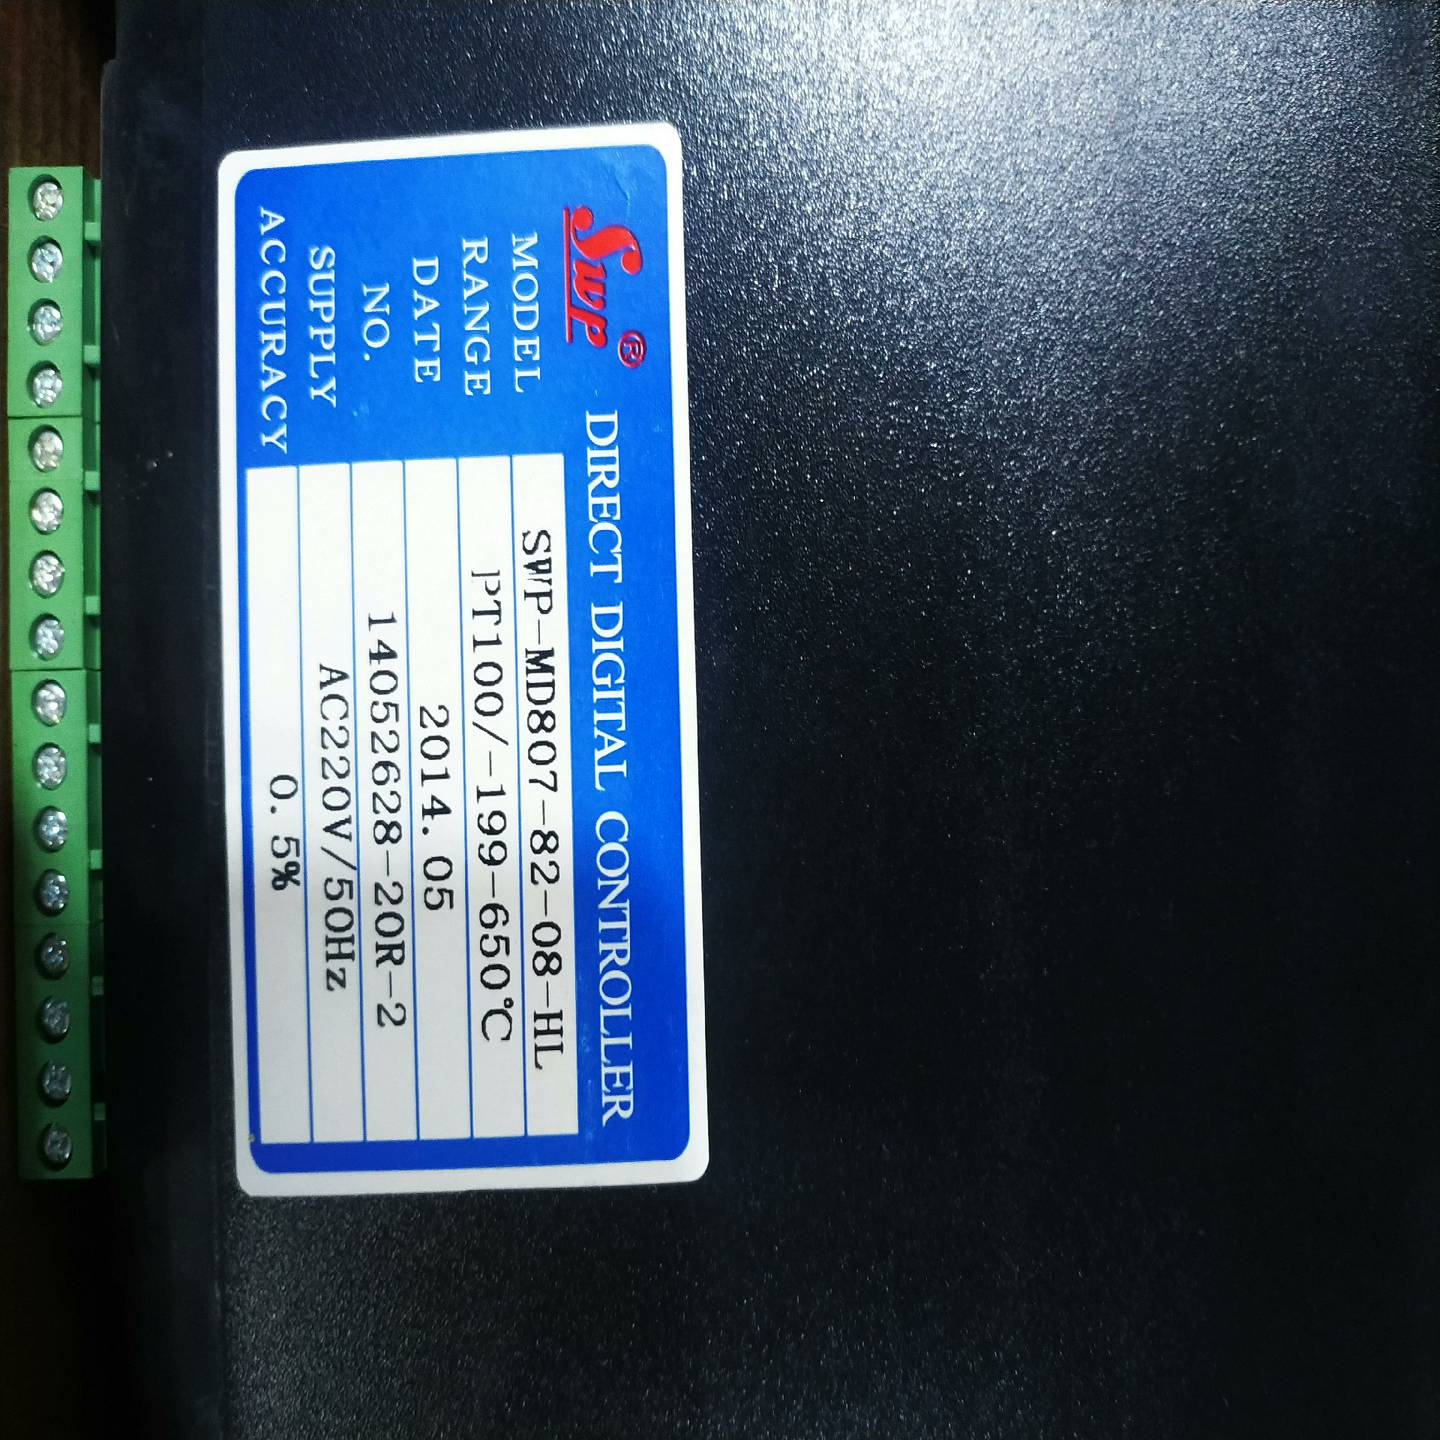 Swp ® DIRECT DIGITAL CONTROLLER
MODEL SWP-MD807-82-08-HL
RANGE PT100/-199-650℃
DATE 2014.05
NO. 14052628-20R-2
SUPPLY AC220V/50Hz
ACCURACY 0.5%